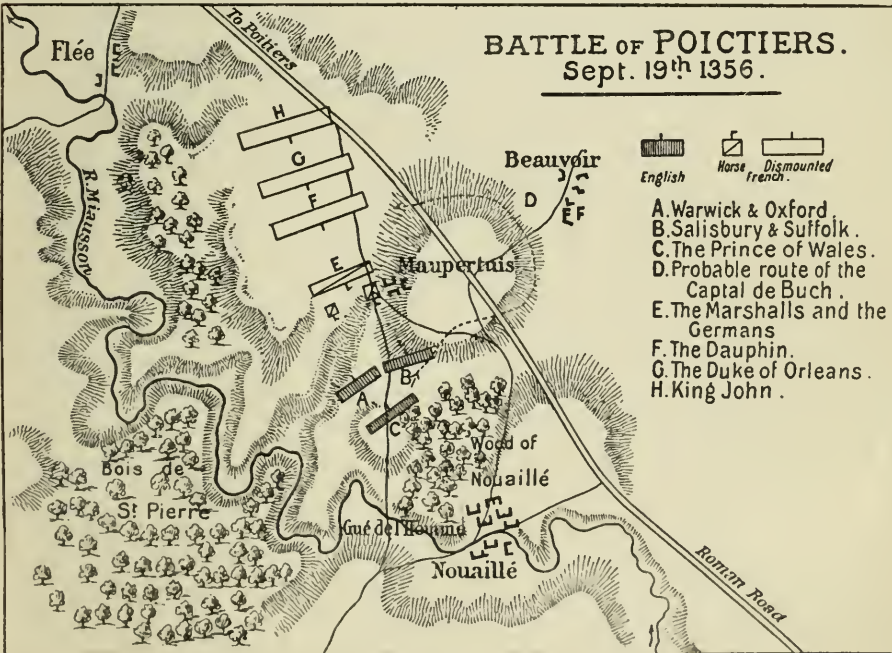 BATTLE OF POICTIERS.
Sept. 19th 1356.
To Poitiers
Flée
R. Miausson
H
G
F
E
Beauvoir
D
E F
Maupertuis
B
A
C
Wood of
Nouaillé
Bois de
St Pierre
Gué de l'Homme
Nouaillé
Roman Road
English
Horse
Dismounted
French.
A. Warwick & Oxford.
B. Salisbury & Suffolk.
C. The Prince of Wales.
D. Probable route of the
Captal de Buch.
E. The Marshalls and the
Germans
F. The Dauphin.
G. The Duke of Orleans.
H. King John.